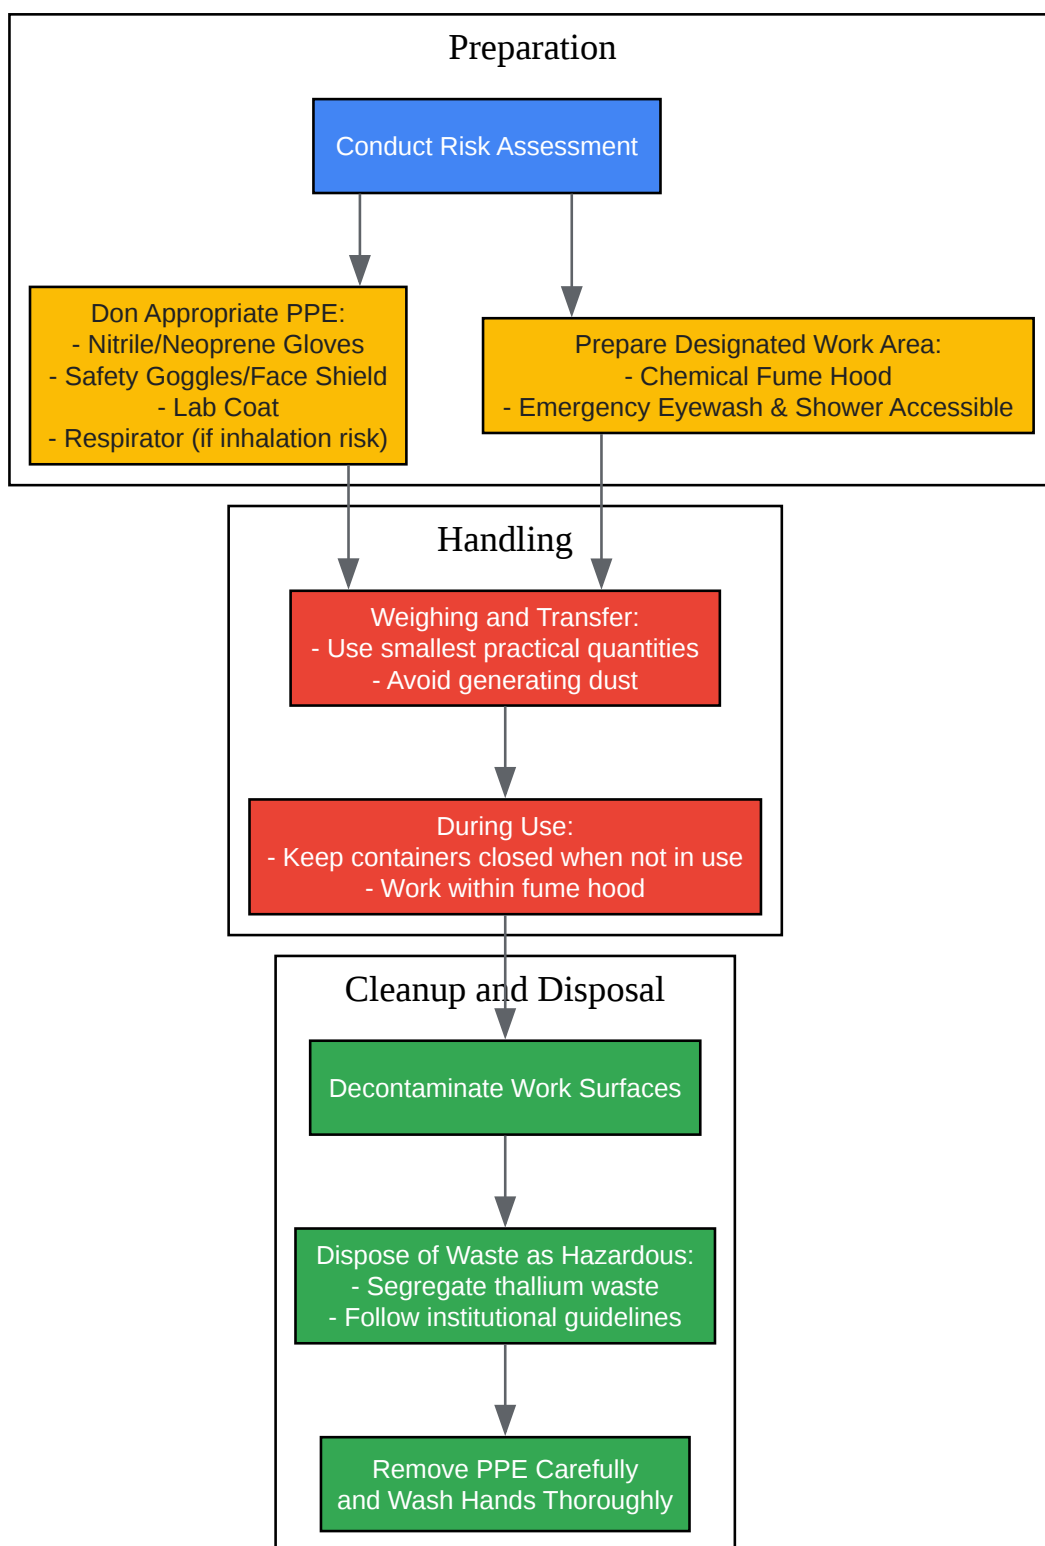 Preparation
Conduct Risk Assessment
Don Appropriate PPE:
- Nitrile/Neoprene Gloves
- Safety Goggles/Face Shield
- Lab Coat
- Respirator (if inhalation risk)
Prepare Designated Work Area:
- Chemical Fume Hood
- Emergency Eyewash & Shower Accessible
Handling
Weighing and Transfer:
- Use smallest practical quantities
- Avoid generating dust
During Use:
- Keep containers closed when not in use
- Work within fume hood
Cleanup and Disposal
Decontaminate Work Surfaces
Dispose of Waste as Hazardous:
- Segregate thallium waste
- Follow institutional guidelines
Remove PPE Carefully
and Wash Hands Thoroughly